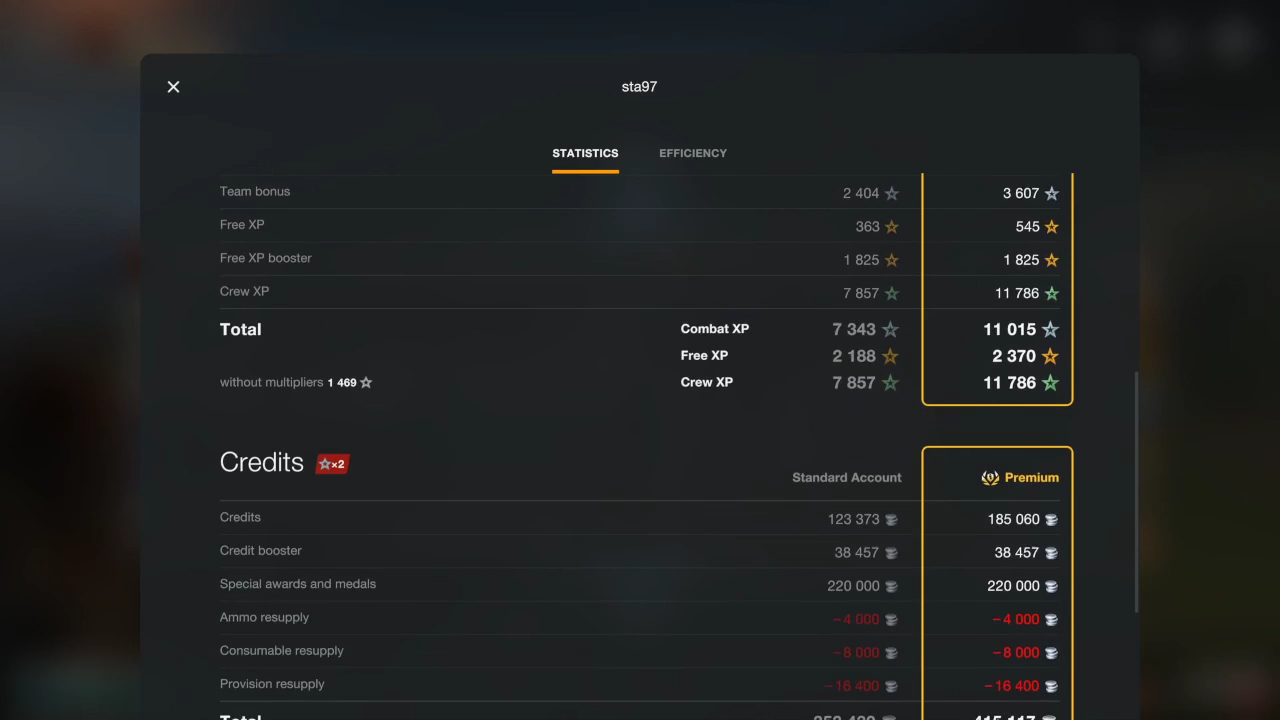 sta97
STATISTICS EFFICIENCY
Team bonus 2 404 3 607
Free XP 363 545
Free XP booster 1 825 1 825
Crew XP 7 857 11 786
Total Combat XP 7 343 11 015
Free XP 2 188 2 370
without multipliers 1 469 Crew XP 7 857 11 786
Credits ×2
Standard Account Premium
Credits 123 373 185 060
Credit booster 38 457 38 457
Special awards and medals 220 000 220 000
Ammo resupply −4 000 −4 000
Consumable resupply −8 000 −8 000
Provision resupply −16 400 −16 400
Total 415 117